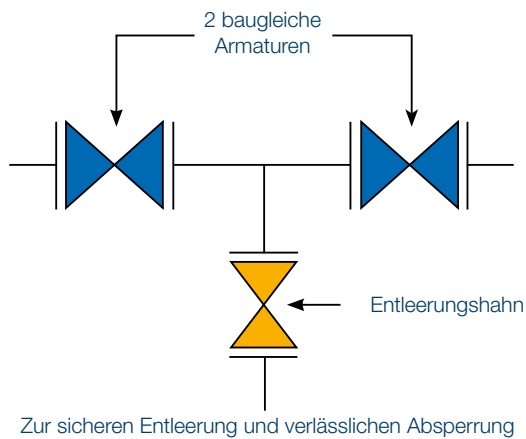 2 baugleiche
Armaturen
Entleerungshahn
Zur sicheren Entleerung und verlässlichen Absperrung